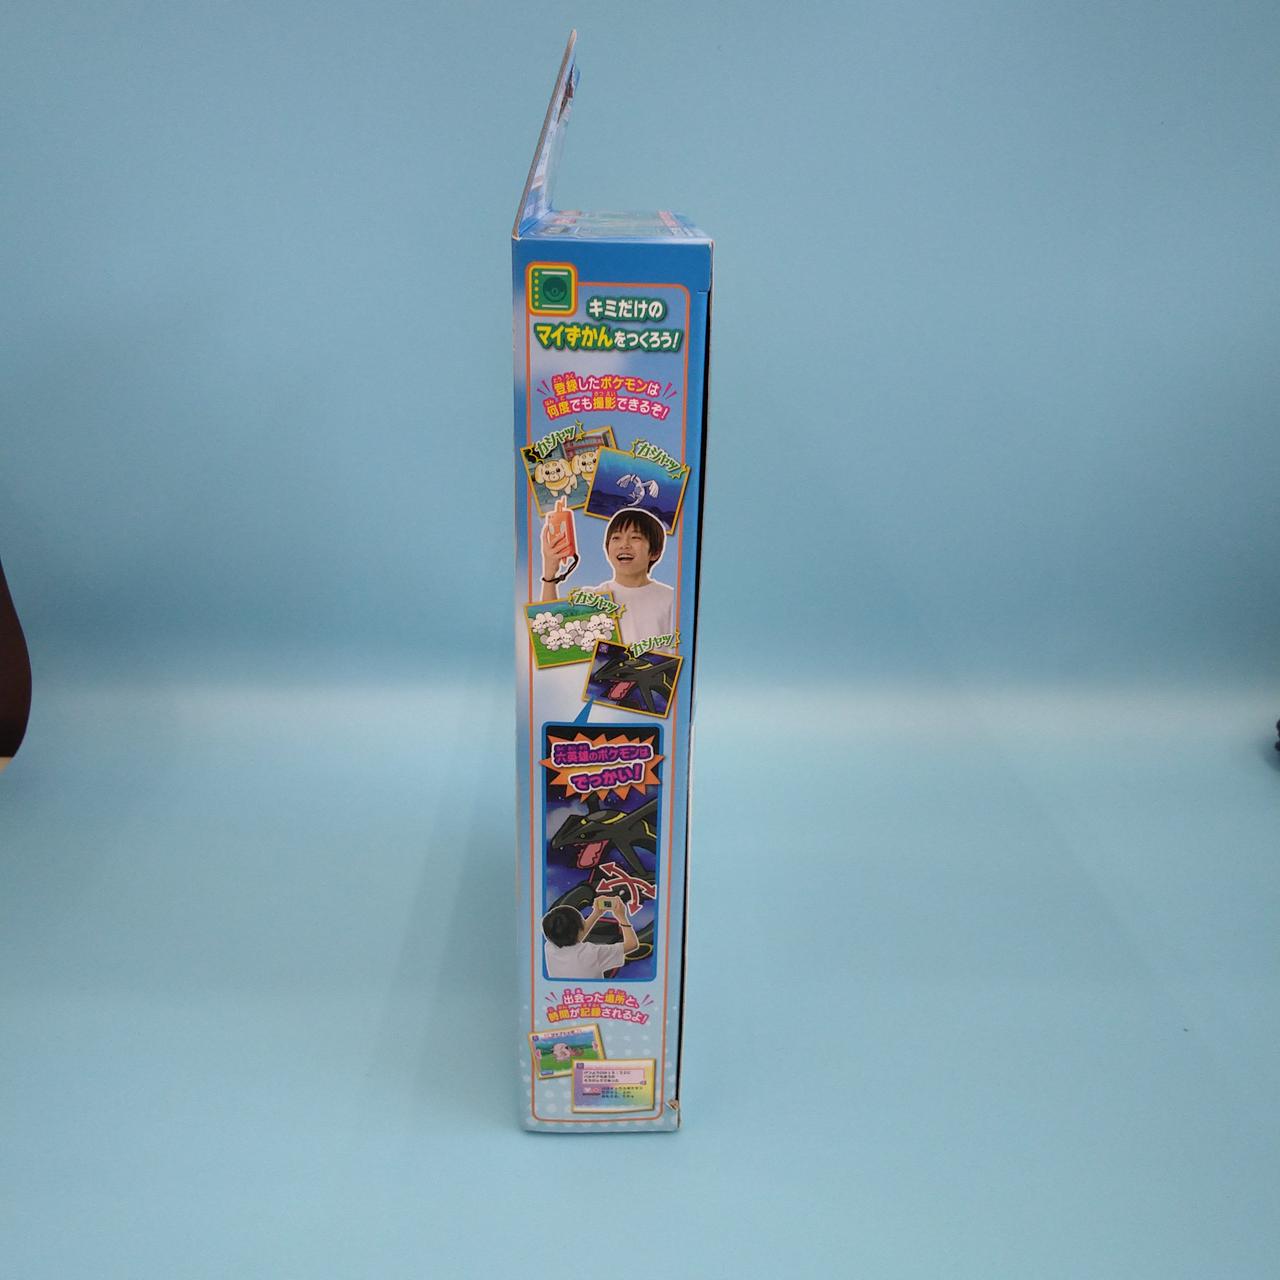 キミだけの
マイずかんをつくろう!
登録したポケモンは
何度でも撮影できるぞ!
カシャッ
カシャッ
カシャッ
カシャッ
六英雄のポケモンは
でっかい!
出会った場所と、
時間が記録されるよ!